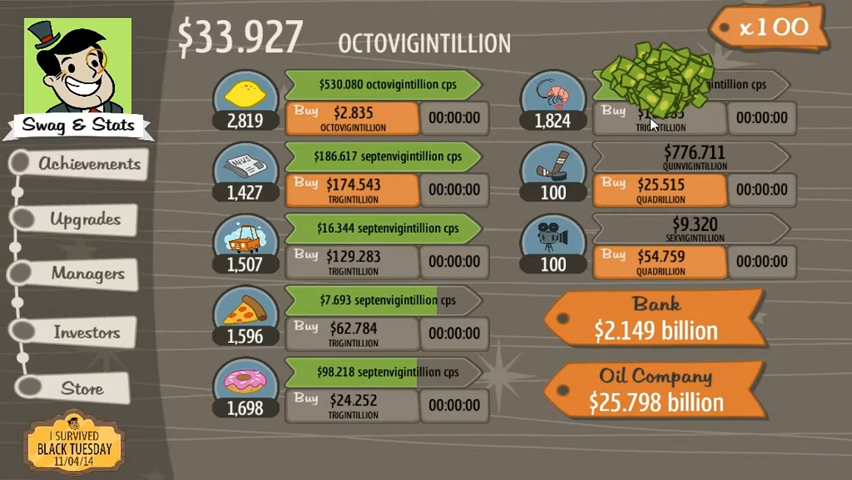 $33.927 OCTOVIGINTILLION
x100
Swag & Stats
Achievements
Upgrades
Managers
Investors
Store
I SURVIVED
BLACK TUESDAY
11/04/14
$530.080 octovigintillion cps
2,819
Buy $2.835
OCTOVIGINTILLION
00:00:00
NEWS
$186.617 septenvigintillion cps
1,427
Buy $174.543
TRIGINTILLION
00:00:00
$16.344 septenvigintillion cps
1,507
Buy $129.283
TRIGINTILLION
00:00:00
$7.693 septenvigintillion cps
1,596
Buy $62.784
TRIGINTILLION
00:00:00
$98.218 septenvigintillion cps
1,698
Buy $24.252
TRIGINTILLION
00:00:00
cps
1,824
Buy
TRIGINTILLION
00:00:00
$776.711
QUINVIGINTILLION
100
Buy $25.515
QUADRILLION
00:00:00
$9.320
SEXVIGINTILLION
100
Buy $54.759
QUADRILLION
00:00:00
Bank
$2.149 billion
Oil Company
$25.798 billion